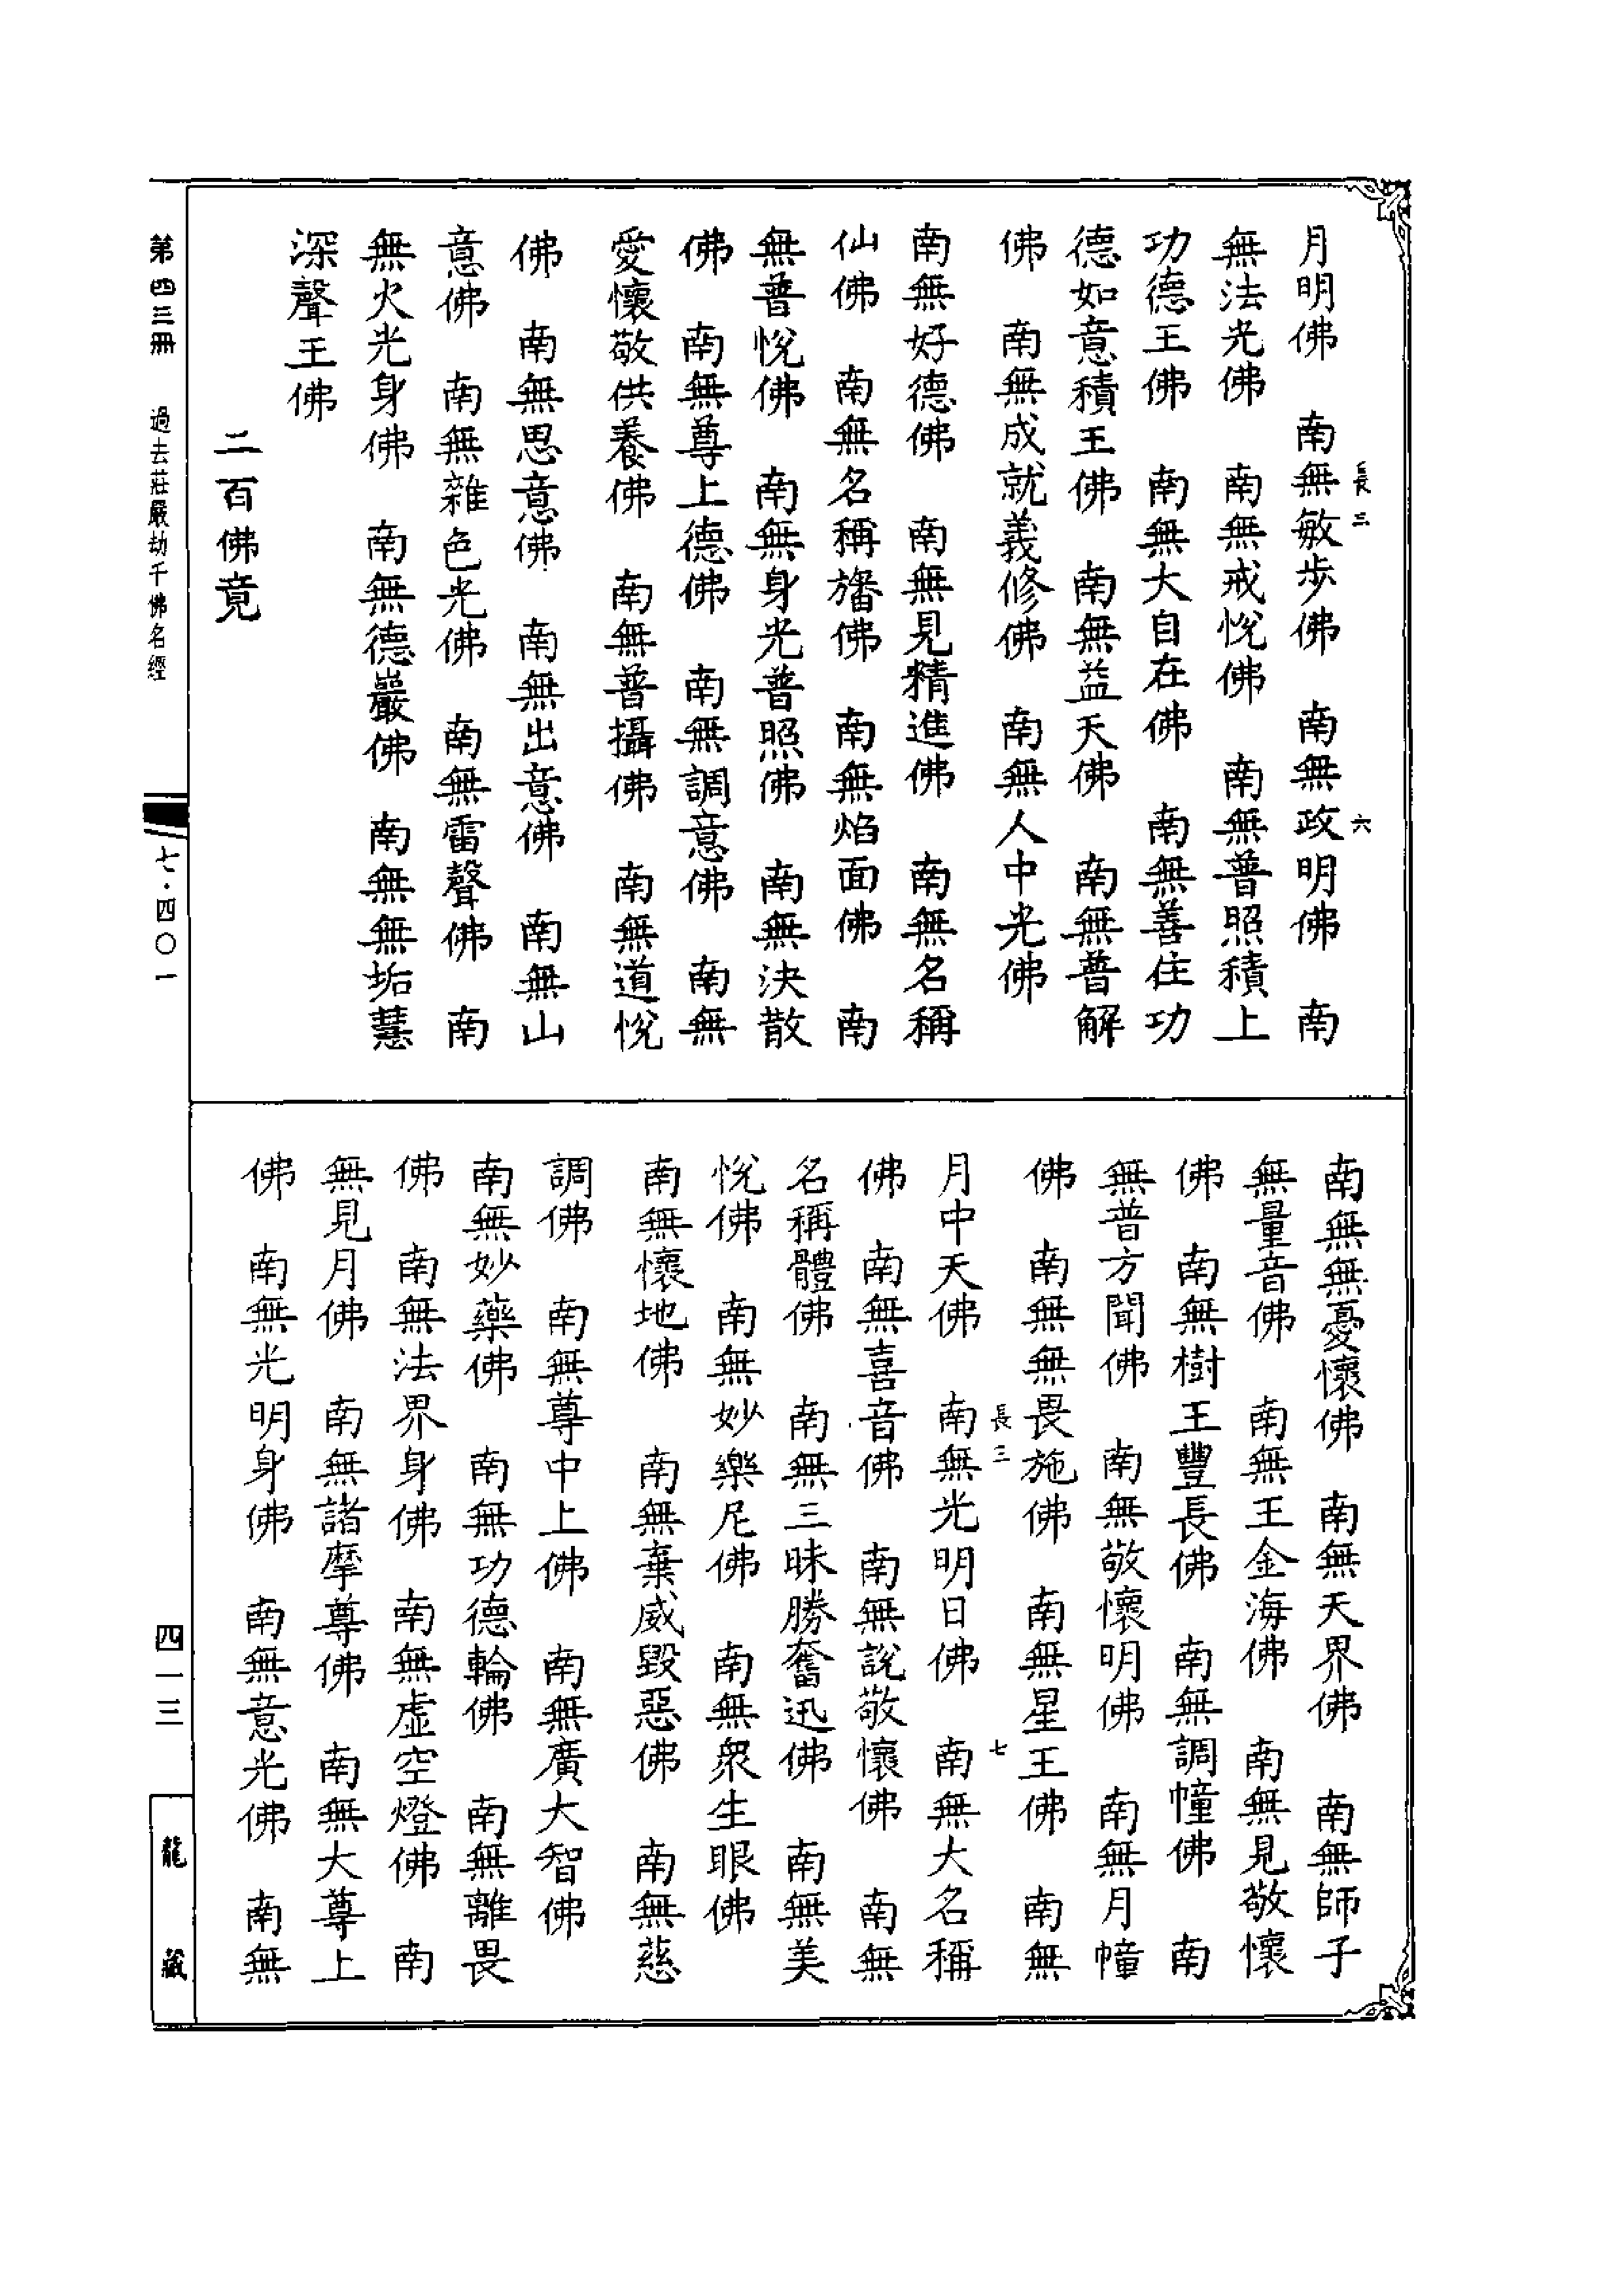 月明佛　南無敏步佛　南無政明佛　南
長三　六
無法光佛　南無戒悅佛　南無普照積上
功德王佛　南無大自在佛　南無善住功
德如意積王佛　南無益天佛　南無普解
佛　南無成就義修佛　南無人中光佛
南無好德佛　南無見精進佛　南無名稱
仙佛　南無名稱旛佛　南無焰面佛　南
無普悅佛　南無身光普照佛　南無決散
佛　南無尊上德佛　南無調意佛　南無
愛懷敬供養佛　南無普攝佛　南無道悅
佛　南無思意佛　南無出意佛　南無山
意佛　南無雜色光佛　南無雷聲佛　南
無火光身佛　南無德巖佛　南無無垢慧
深聲王佛
二百佛竟
南無無憂懷佛　南無天界佛　南無師子
無量音佛　南無王金海佛　南無見敬懷
佛　南無樹王豐長佛　南無調幢佛　南
無普方聞佛　南無敬懷明佛　南無月幢
佛　南無無畏施佛　南無星王佛　南無
長三　七
月中天佛　南無光明日佛　南無大名稱
佛　南無喜音佛　南無說敬懷佛　南無
名稱體佛　南無三昧勝奮迅佛　南無美
悅佛　南無妙樂尼佛　南無眾生眼佛
南無懷地佛　南無棄威毀惡佛　南無慈
調佛　南無尊中上佛　南無廣大智佛
南無妙藥佛　南無功德輪佛　南無離畏
佛　南無法界身佛　南無虛空燈佛　南
無見月佛　南無諸摩尊佛　南無大尊上
佛　南無光明身佛　南無意光佛　南無
第四三冊　過去莊嚴劫千佛名經
七·四〇一
四一三
龍藏